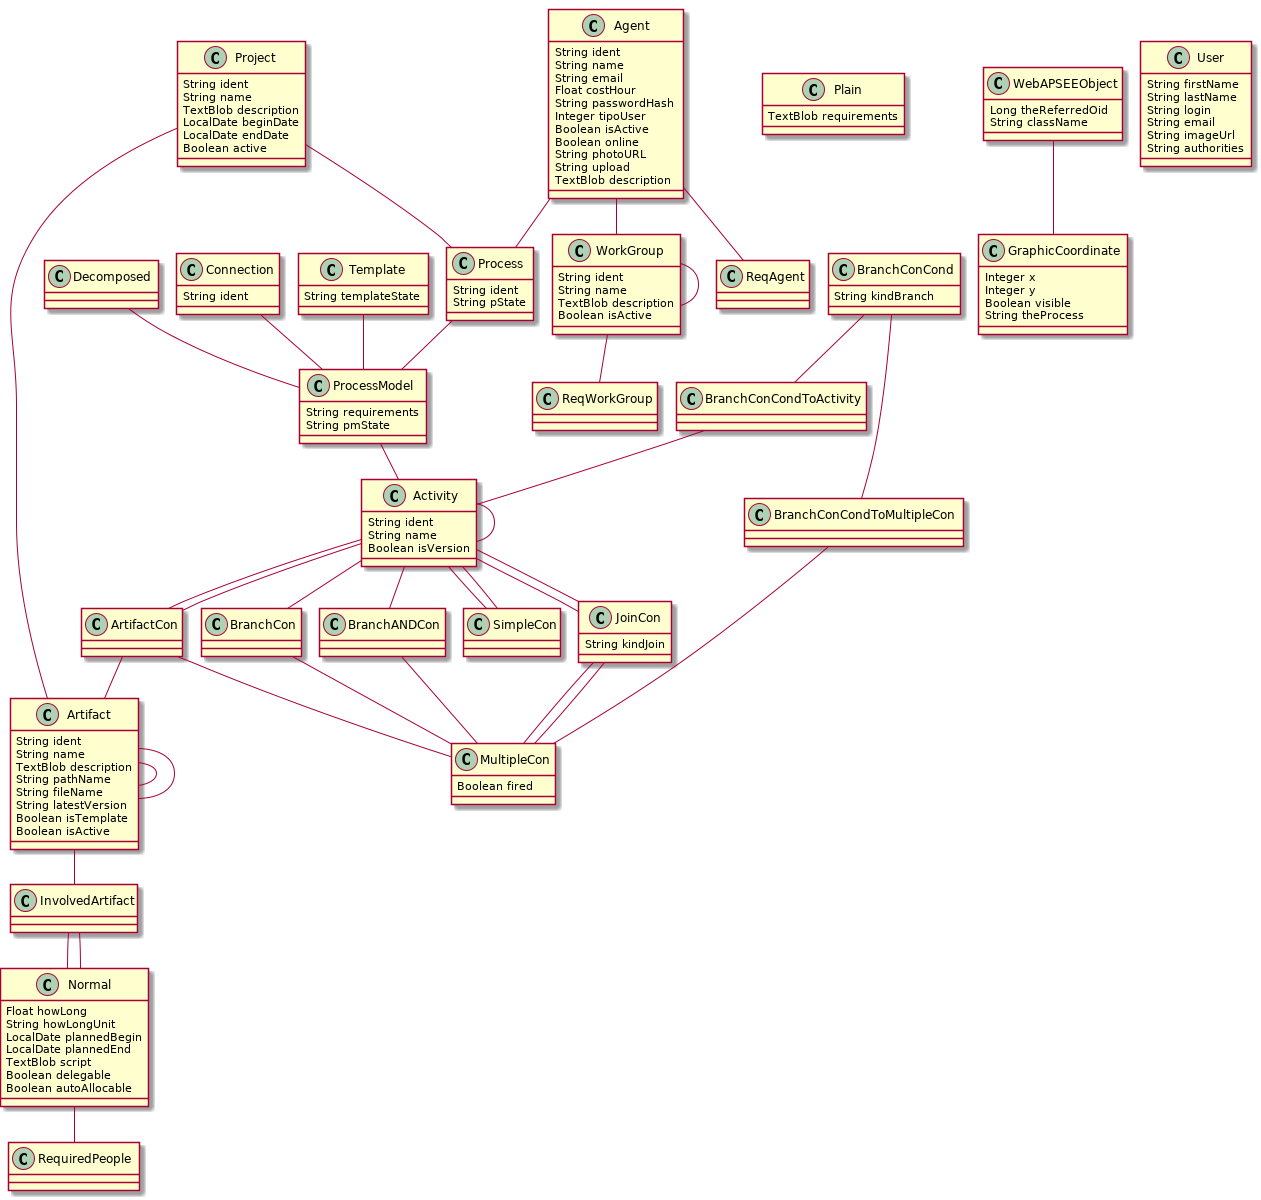 Agent
String ident
String name
String email
Float costHour
String passwordHash
Integer tipoUser
Boolean isActive
Boolean online
String photoURL
String upload
TextBlob description
Project
String ident
String name
TextBlob description
LocalDate beginDate
LocalDate endDate
Boolean active
Plain
TextBlob requirements
WebAPSEEObject
Long theReferredOid
String className
User
String firstName
String lastName
String login
String email
String imageUrl
String authorities
Decomposed
Connection
String ident
Template
String templateState
Process
String ident
String pState
WorkGroup
String ident
String name
TextBlob description
Boolean isActive
ReqAgent
BranchConCond
String kindBranch
GraphicCoordinate
Integer x
Integer y
Boolean visible
String theProcess
ProcessModel
String requirements
String pmState
ReqWorkGroup
BranchConCondToActivity
Activity
String ident
String name
Boolean isVersion
BranchConCondToMultipleCon
ArtifactCon
BranchCon
BranchANDCon
SimpleCon
JoinCon
String kindJoin
Artifact
String ident
String name
TextBlob description
String pathName
String fileName
String latestVersion
Boolean isTemplate
Boolean isActive
MultipleCon
Boolean fired
InvolvedArtifact
Normal
Float howLong
String howLongUnit
LocalDate plannedBegin
LocalDate plannedEnd
TextBlob script
Boolean delegable
Boolean autoAllocable
RequiredPeople